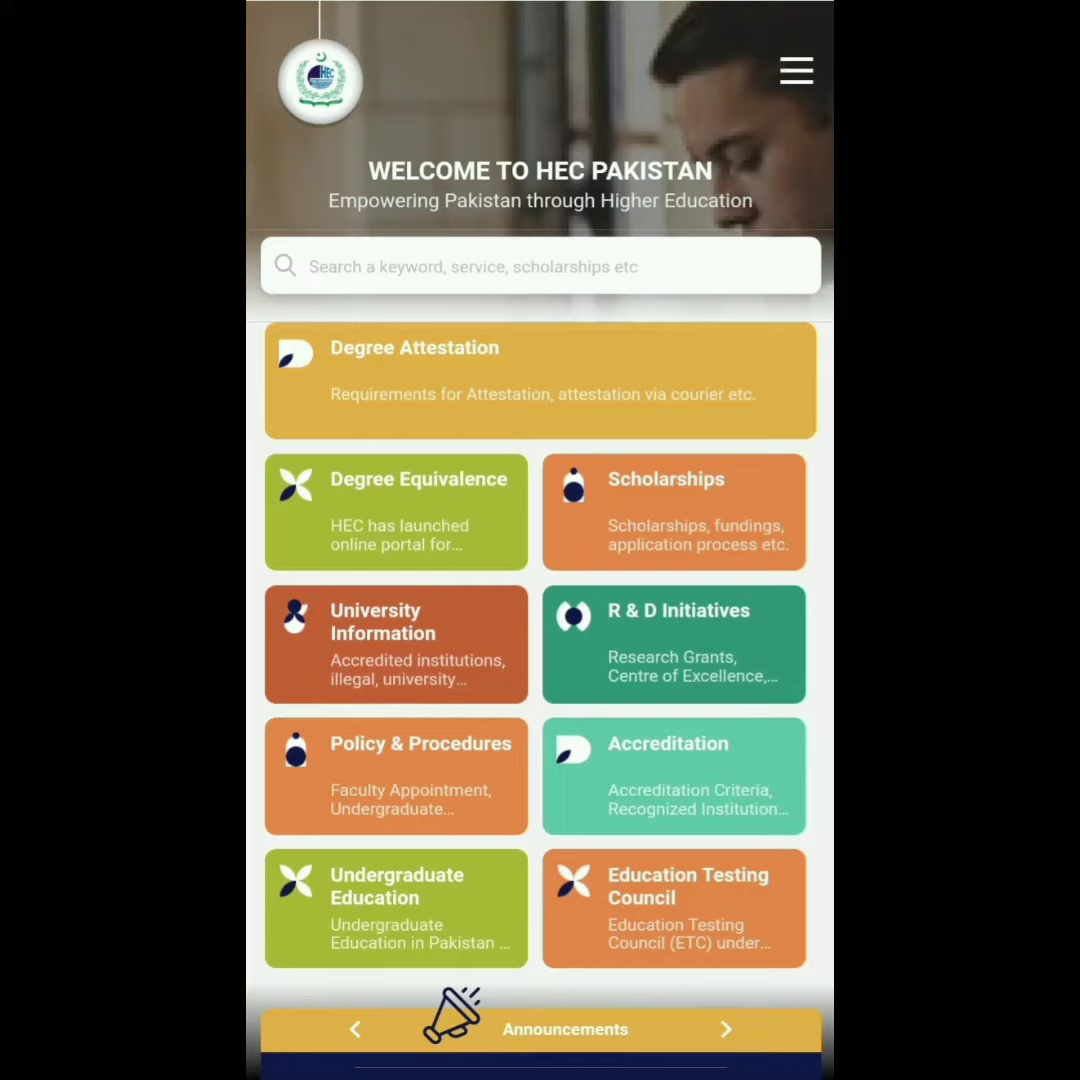 HEC
WELCOME TO HEC PAKISTAN
Empowering Pakistan through Higher Education
Search a keyword, service, scholarships etc
Degree Attestation
Requirements for Attestation, attestation via courier etc.
Degree Equivalence
HEC has launched
online portal for...
Scholarships
Scholarships, fundings,
application process etc.
University
Information
Accredited institutions,
illegal, university...
R & D Initiatives
Research Grants,
Centre of Excellence,...
Policy & Procedures
Faculty Appointment,
Undergraduate...
Accreditation
Accreditation Criteria,
Recognized Institution...
Undergraduate
Education
Undergraduate
Education in Pakistan ...
Education Testing
Council
Education Testing
Council (ETC) under...
Announcements